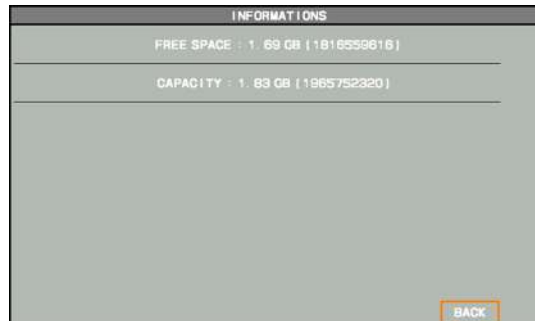 INFORMATIONS
FREE SPACE : 1. 69 GB (1816559616)
CAPACITY : 1. 83 GB (1965752320)
BACK